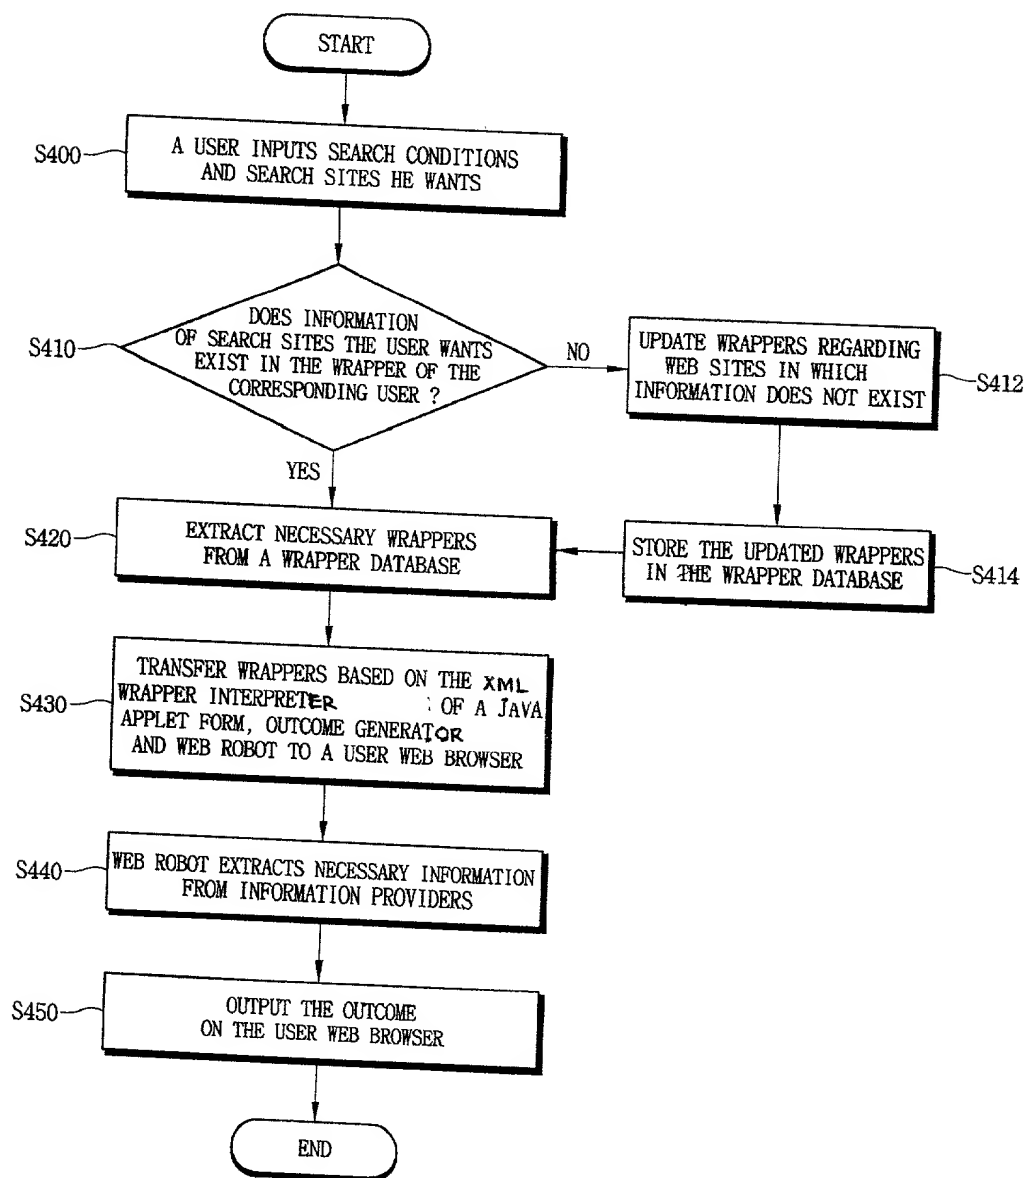 START
S400
A USER INPUTS SEARCH CONDITIONS
AND SEARCH SITES HE WANTS
S410
DOES INFORMATION
OF SEARCH SITES THE USER WANTS
EXIST IN THE WRAPPER OF THE
CORRESPONDING USER ?
NO
UPDATE WRAPPERS REGARDING
WEB SITES IN WHICH
INFORMATION DOES NOT EXIST
S412
YES
S420
EXTRACT NECESSARY WRAPPERS
FROM A WRAPPER DATABASE
STORE THE UPDATED WRAPPERS
IN THE WRAPPER DATABASE
S414
S430
TRANSFER WRAPPERS BASED ON THE XML
WRAPPER INTERPRETER OF A JAVA
APPLET FORM, OUTCOME GENERATOR
AND WEB ROBOT TO A USER WEB BROWSER
S440
WEB ROBOT EXTRACTS NECESSARY INFORMATION
FROM INFORMATION PROVIDERS
S450
OUTPUT THE OUTCOME
ON THE USER WEB BROWSER
END